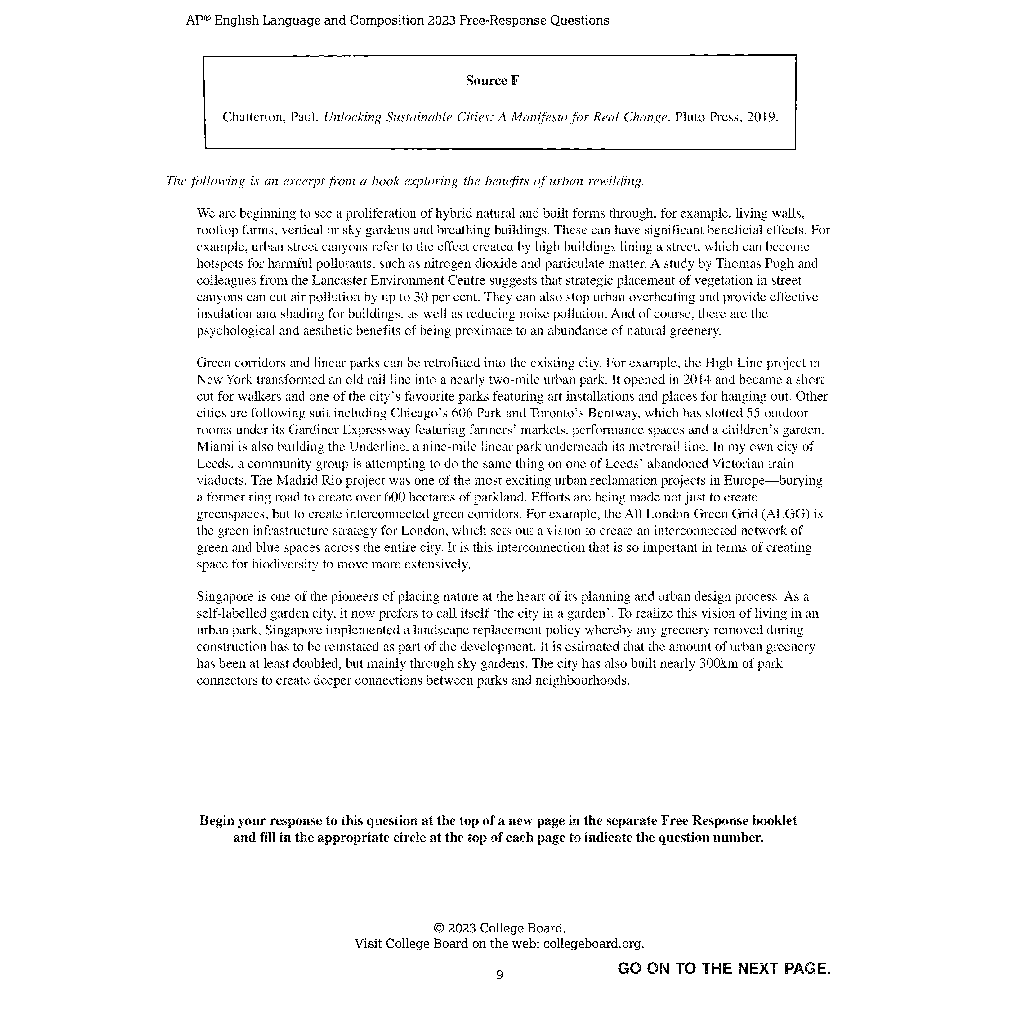 AP® English Language and Composition 2023 Free-Response Questions
Source F
Chatterton, Paul. Unlocking Sustainable Cities: A Manifesto for Real Change. Pluto Press, 2019.
The following is an excerpt from a book exploring the benefits of urban rewilding.
We are beginning to see a proliferation of hybrid natural and built forms through, for example, living walls,
rooftop farms, vertical or sky gardens and breathing buildings. These can have significant beneficial effects. For
example, urban street canyons refer to the effect created by high buildings lining a street, which can become
hotspots for harmful pollutants, such as nitrogen dioxide and particulate matter. A study by Thomas Pugh and
colleagues from the Lancaster Environment Centre suggests that strategic placement of vegetation in street
canyons can cut air pollution by up to 30 per cent. They can also stop urban overheating and provide effective
insulation and shading for buildings, as well as reducing noise pollution. And of course, there are the
psychological and aesthetic benefits of being proximate to an abundance of natural greenery.
Green corridors and linear parks can be retrofitted into the existing city. For example, the High Line project in
New York transformed an old rail line into a nearly two-mile urban park. It opened in 2014 and became a short
cut for walkers and one of the city's favourite parks featuring art installations and places for hanging out. Other
cities are following suit including Chicago's 606 Park and Toronto's Bentway, which has slotted 55 outdoor
rooms under its Gardiner Expressway featuring farmers' markets, performance spaces and a children's garden.
Miami is also building the Underline, a nine-mile linear park underneath its metrorail line. In my own city of
Leeds, a community group is attempting to do the same thing on one of Leeds' abandoned Victorian train
viaducts. The Madrid Rio project was one of the most exciting urban reclamation projects in Europe—burying
a former ring road to create over 600 hectares of parkland. Efforts are being made not just to create
greenspaces, but to create interconnected green corridors. For example, the All London Green Grid (ALGG) is
the green infrastructure strategy for London, which sets out a vision to create an interconnected network of
green and blue spaces across the entire city. It is this interconnection that is so important in terms of creating
space for biodiversity to move more extensively.
Singapore is one of the pioneers of placing nature at the heart of its planning and urban design process. As a
self-labelled garden city, it now prefers to call itself 'the city in a garden'. To realize this vision of living in an
urban park, Singapore implemented a landscape replacement policy whereby any greenery removed during
construction has to be reinstated as part of the development. It is estimated that the amount of urban greenery
has been at least doubled, but mainly through sky gardens. The city has also built nearly 300km of park
connectors to create deeper connections between parks and neighbourhoods.
Begin your response to this question at the top of a new page in the separate Free Response booklet
and fill in the appropriate circle at the top of each page to indicate the question number.
© 2023 College Board.
Visit College Board on the web: collegeboard.org.
GO ON TO THE NEXT PAGE.
9